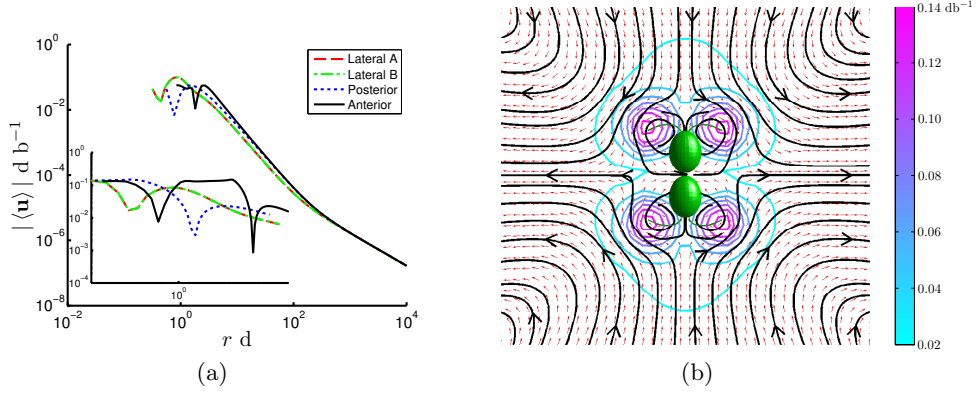 10^0
10^-2
10^-4
10^-6
10^-8
|⟨u⟩| d b^-1
Lateral A
Lateral B
Posterior
Anterior
10^0
10^-1
10^-2
10^-3
10^-4
10^0
10^-2
10^0
10^2
10^4
r d
(a)
0.14 db^-1
0.12
0.10
0.08
0.06
0.04
0.02
(b)